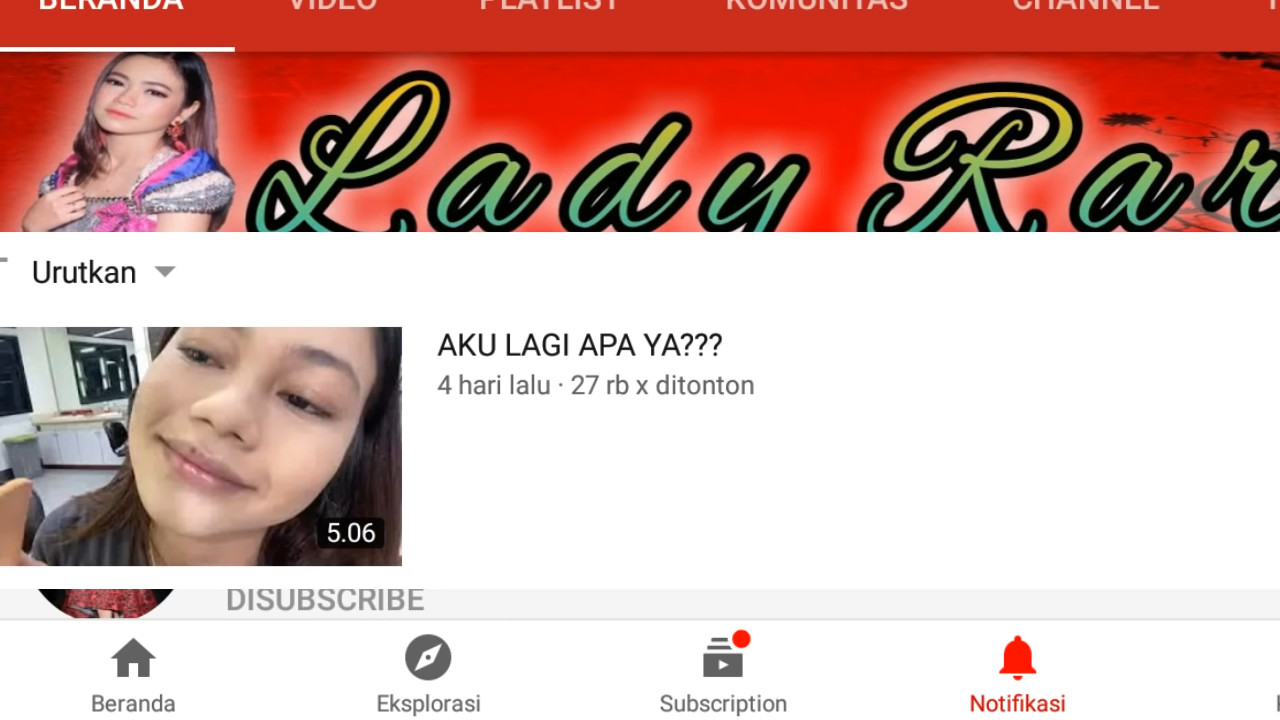 BERANDA VIDEO PLAYLIST KOMUNITAS CHANNEL
Lady Rar
Urutkan
AKU LAGI APA YA???
4 hari lalu · 27 rb x ditonton
5.06
DISUBSCRIBE
Beranda Eksplorasi Subscription Notifikasi